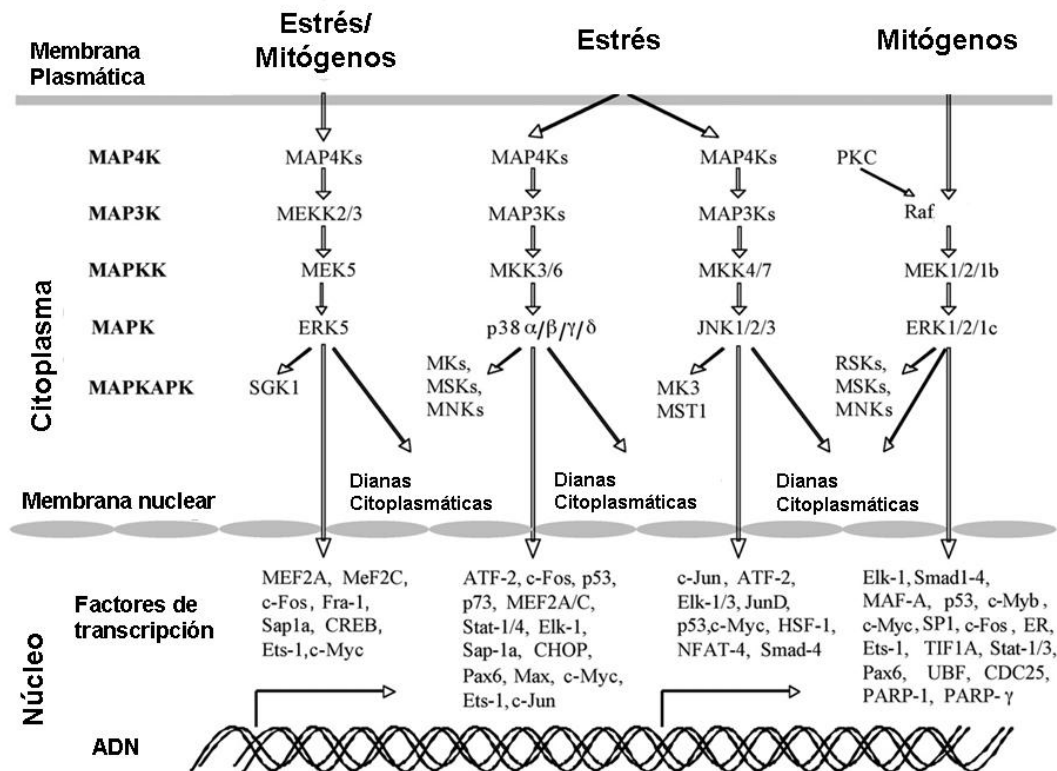 Estrés/
Mitógenos
Estrés
Mitógenos
Membrana
Plasmática
MAP4K
MAP4Ks
MAP4Ks
MAP4Ks
PKC
MAP3K
MEKK2/3
MAP3Ks
MAP3Ks
Raf
MAPKK
MEK5
MKK3/6
MKK4/7
MEK1/2/1b
MAPK
ERK5
p38 α/β/γ/δ
JNK1/2/3
ERK1/2/1c
MAPKAPK
SGK1
MKs,
MSKs,
MNKs
MK3
MST1
RSKs,
MSKs,
MNKs
Citoplasma
Dianas
Citoplasmáticas
Dianas
Citoplasmáticas
Dianas
Citoplasmáticas
Membrana nuclear
Factores de
transcripción
MEF2A, MeF2C,
c-Fos, Fra-1,
Sap1a, CREB,
Ets-1,c-Myc
ATF-2, c-Fos, p53,
p73, MEF2A/C,
Stat-1/4, Elk-1,
Sap-1a, CHOP,
Pax6, Max, c-Myc,
Ets-1, c-Jun
c-Jun, ATF-2,
Elk-1/3, JunD,
p53,c-Myc, HSF-1,
NFAT-4, Smad-4
Elk-1, Smad1-4,
MAF-A, p53, c-Myb,
c-Myc, SP1, c-Fos, ER,
Ets-1, TIF1A, Stat-1/3,
Pax6, UBF, CDC25,
PARP-1, PARP-γ
Núcleo
ADN